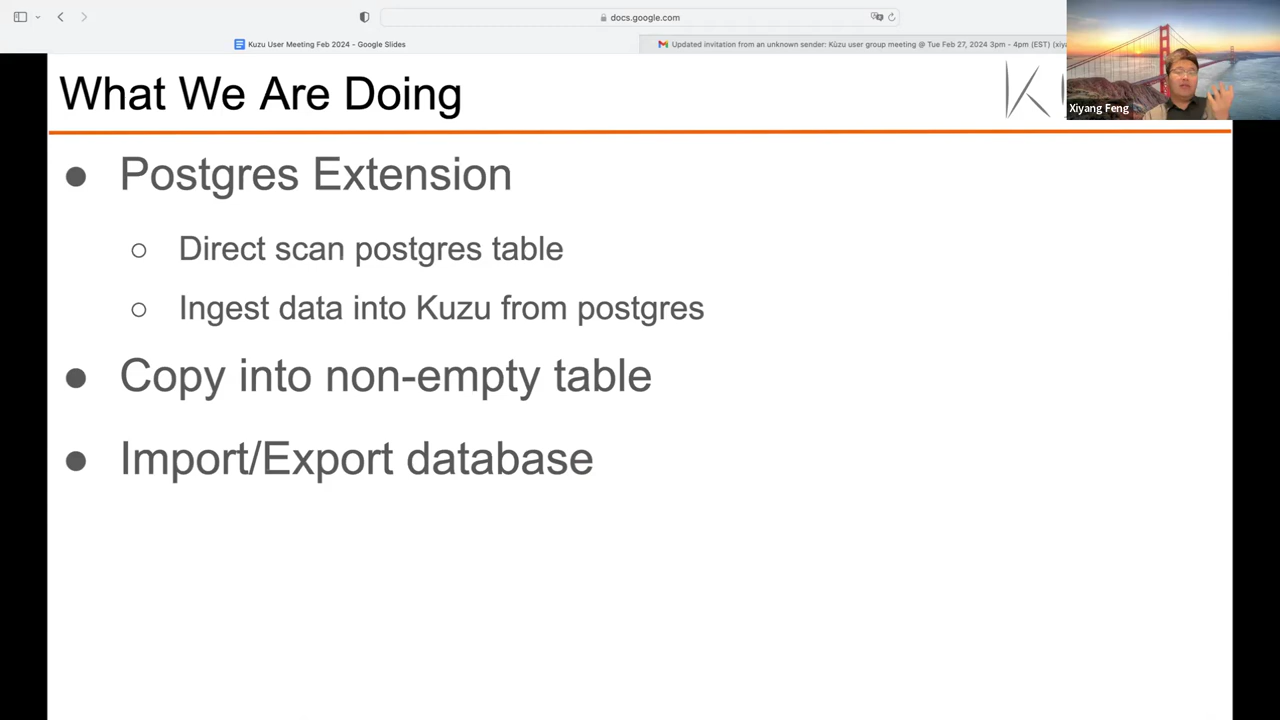 docs.google.com
Kuzu User Meeting Feb 2024 - Google Slides
Updated invitation from an unknown sender: Kùzu user group meeting @ Tue Feb 27, 2024 3pm - 4pm (EST) (xiy
What We Are Doing
K
Xiyang Feng
● Postgres Extension
○ Direct scan postgres table
○ Ingest data into Kuzu from postgres
● Copy into non-empty table
● Import/Export database